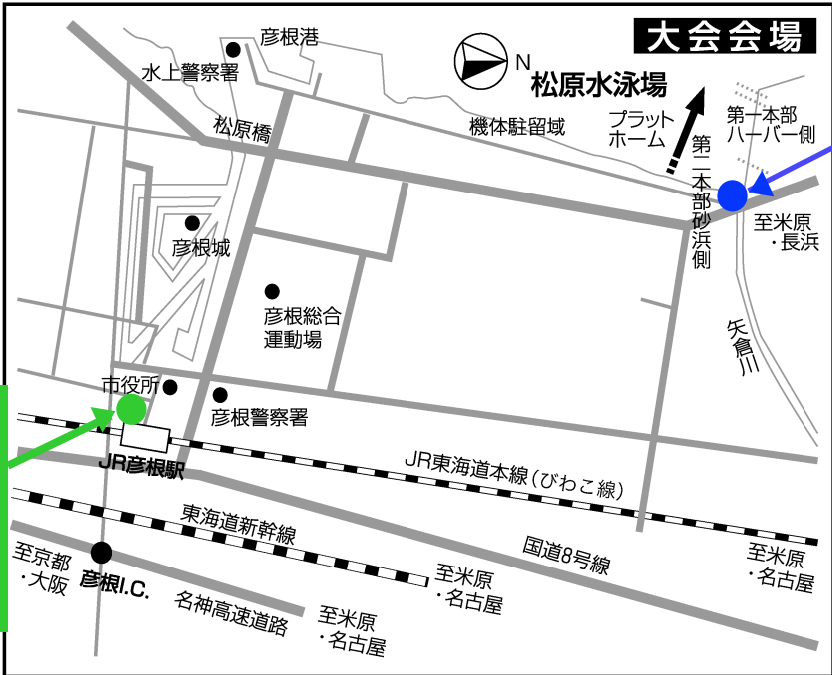 大会会場
彦根港
水上警察署
N
松原水泳場
松原橋
機体駐留域
プラット
ホーム
第一本部
ハーバー側
第二本部砂浜側
至米原
・長浜
彦根城
彦根総合
運動場
矢倉川
市役所
彦根警察署
JR彦根駅
JR東海道本線(びわこ線)
東海道新幹線
国道8号線
至米原
・名古屋
至京都
・大阪
彦根I.C.
至米原
・名古屋
名神高速道路
至米原
・名古屋